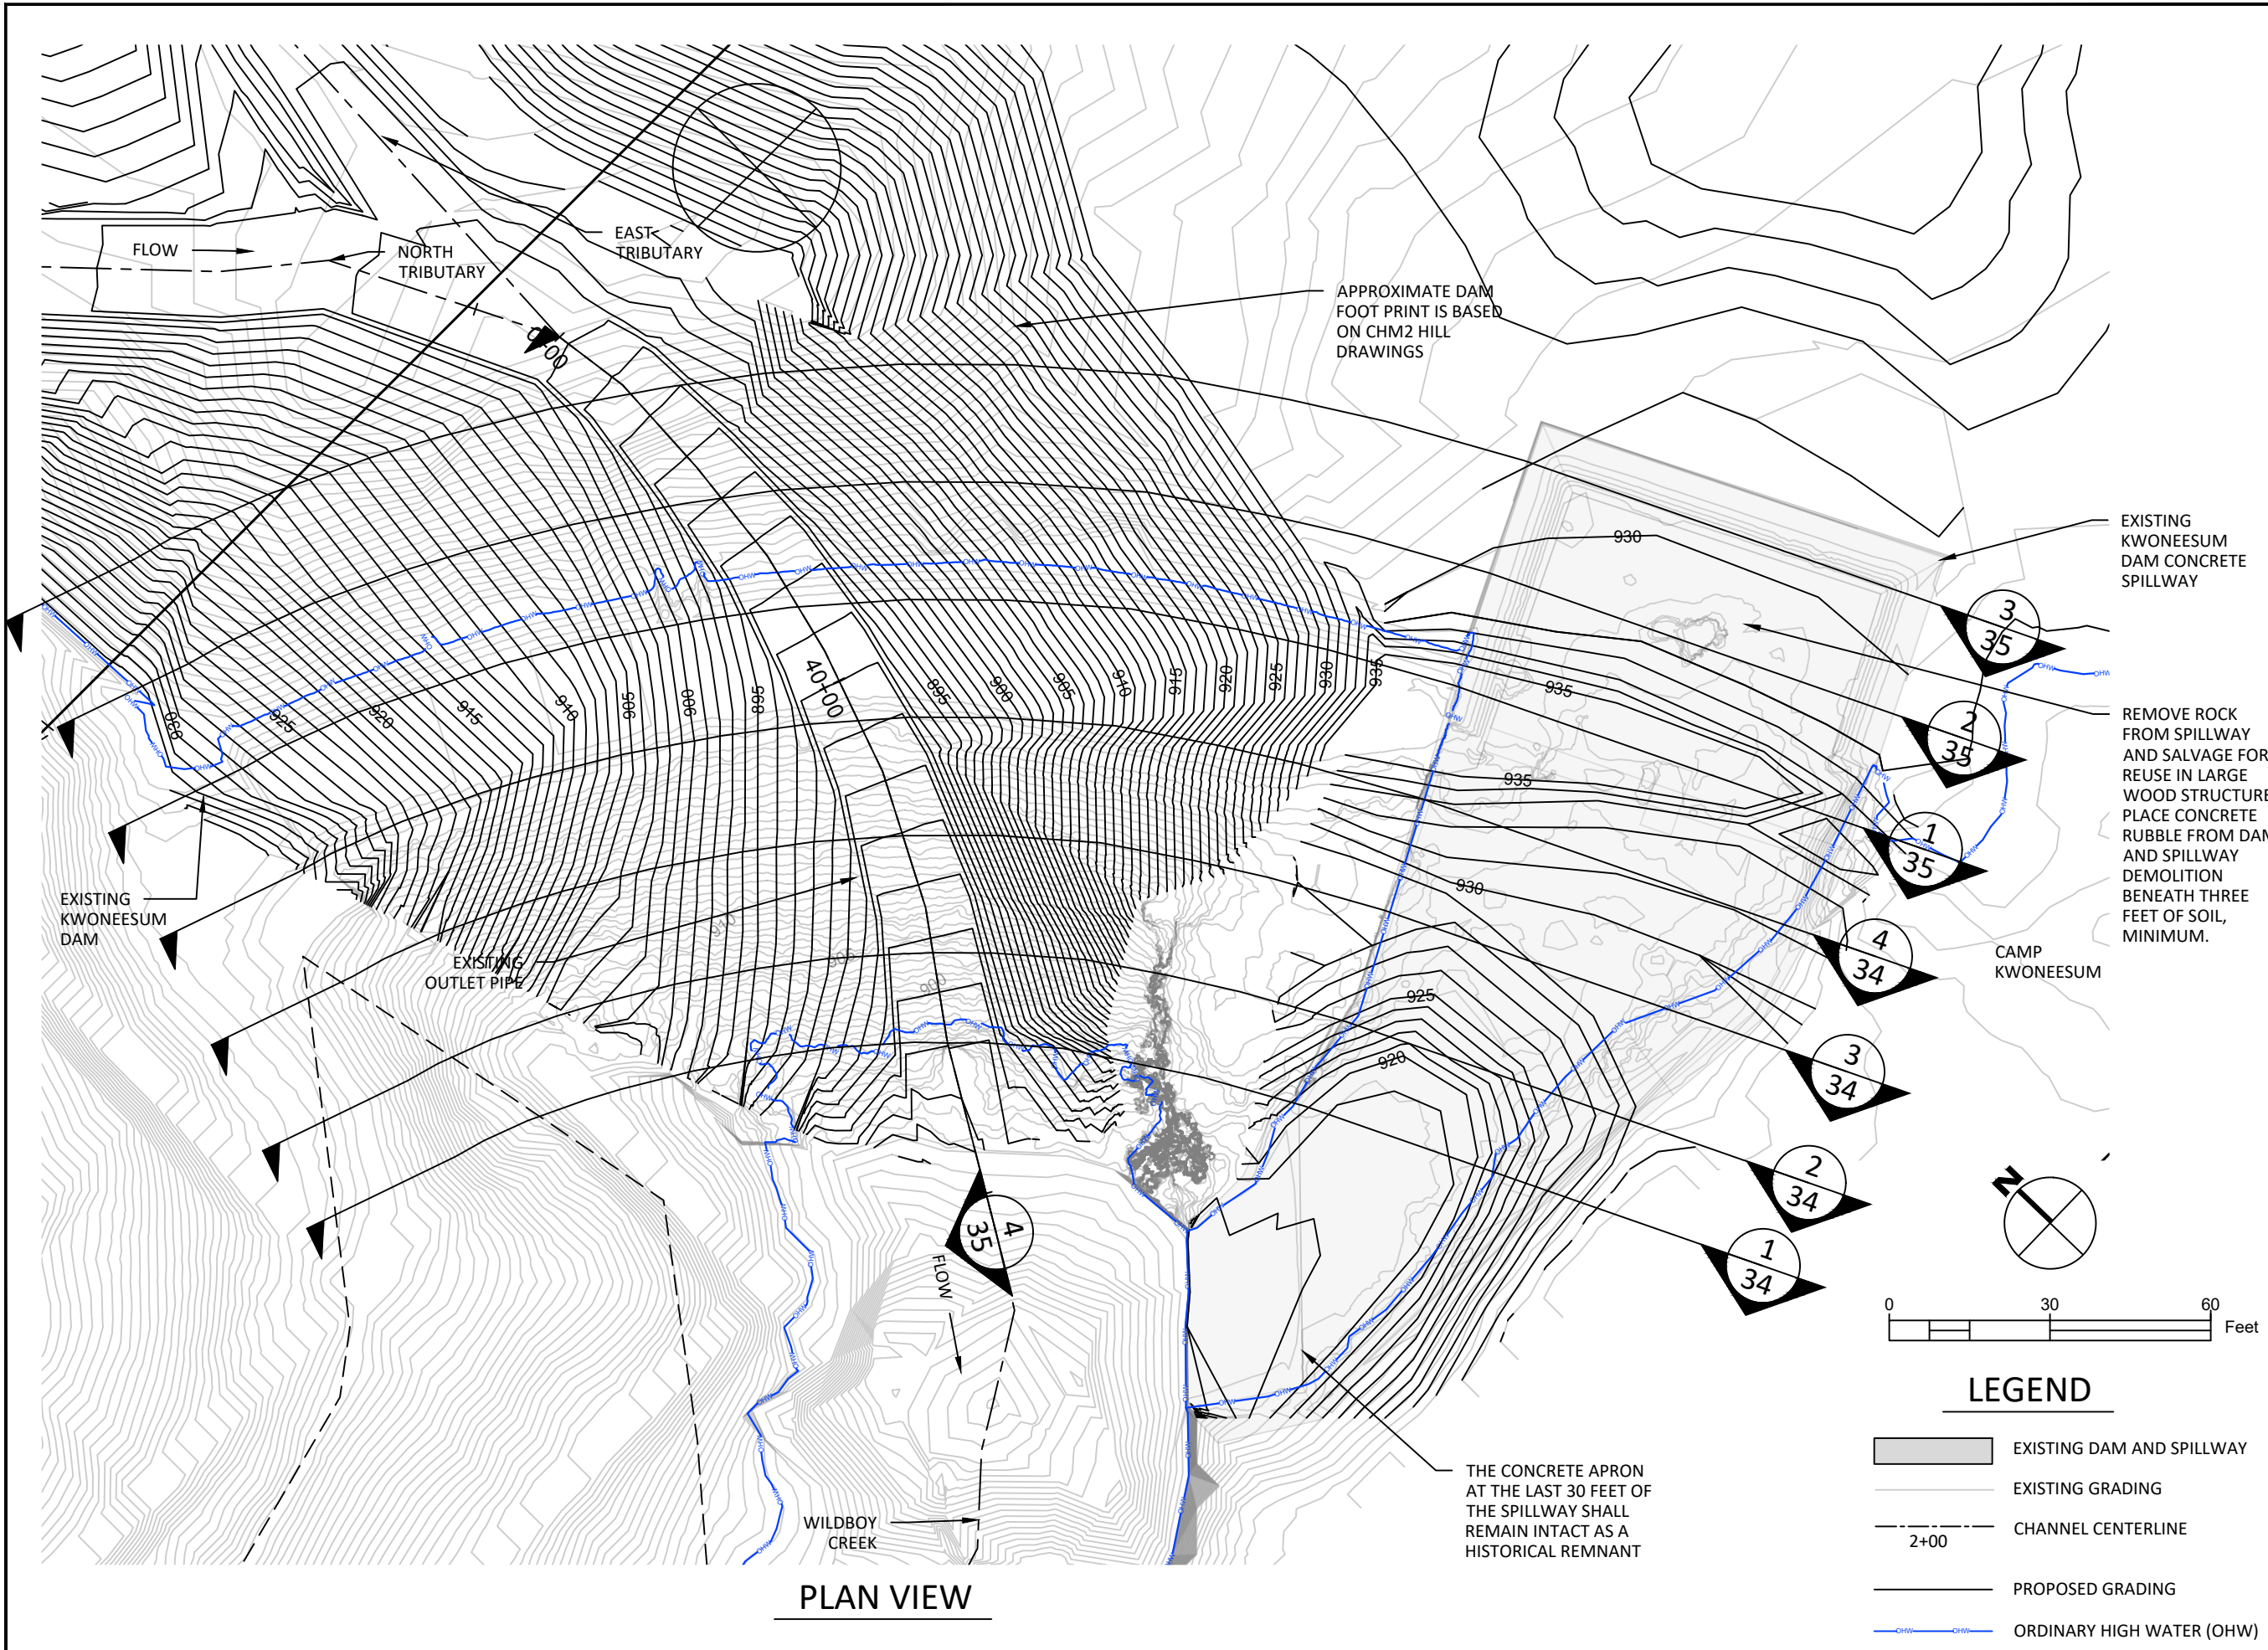 FLOW
NORTH
TRIBUTARY
EAST
TRIBUTARY
0+00
APPROXIMATE DAM
FOOT PRINT IS BASED
ON CHM2 HILL
DRAWINGS
930
EXISTING
KWONEESUM
DAM CONCRETE
SPILLWAY
3
35
2
35
1
35
REMOVE ROCK
FROM SPILLWAY
AND SALVAGE FOR
REUSE IN LARGE
WOOD STRUCTURE
PLACE CONCRETE
RUBBLE FROM DAM
AND SPILLWAY
DEMOLITION
BENEATH THREE
FEET OF SOIL,
MINIMUM.
930
925
920
915
910
905
900
895
40+00
895
900
905
910
915
920
925
930
935
935
935
930
925
920
910
905
900
EXISTING
KWONEESUM
DAM
EXISTING
OUTLET PIPE
4
34
3
34
2
34
1
34
CAMP
KWONEESUM
4
35
FLOW
N
0 30 60
Feet
WILDBOY
CREEK
THE CONCRETE APRON
AT THE LAST 30 FEET OF
THE SPILLWAY SHALL
REMAIN INTACT AS A
HISTORICAL REMNANT
PLAN VIEW
LEGEND
EXISTING DAM AND SPILLWAY
EXISTING GRADING
CHANNEL CENTERLINE
2+00
PROPOSED GRADING
OHW OHW
ORDINARY HIGH WATER (OHW)